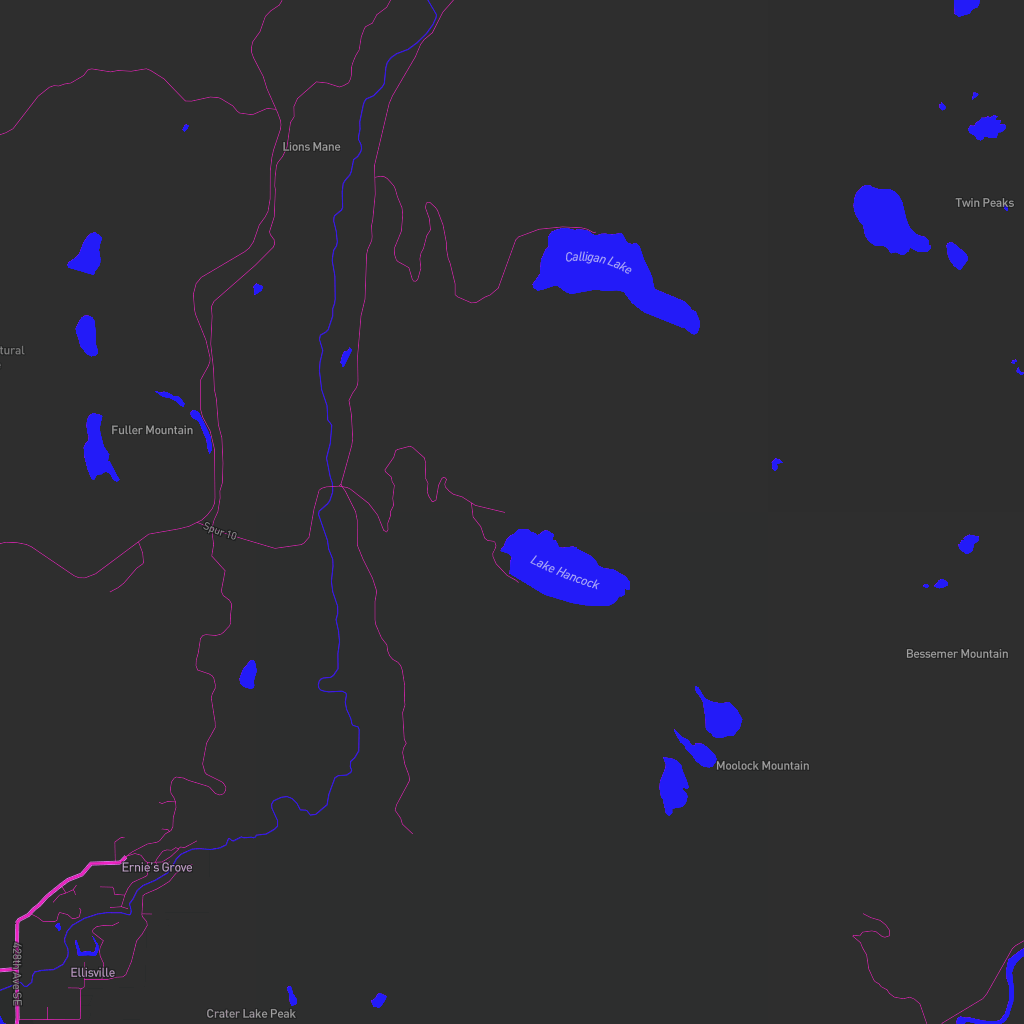 Lions Mane
Twin Peaks
Calligan Lake
tural
Fuller Mountain
Spur 10
Lake Hancock
Bessemer Mountain
Moolock Mountain
Ernie's Grove
428th Ave SE
Ellisville
Crater Lake Peak